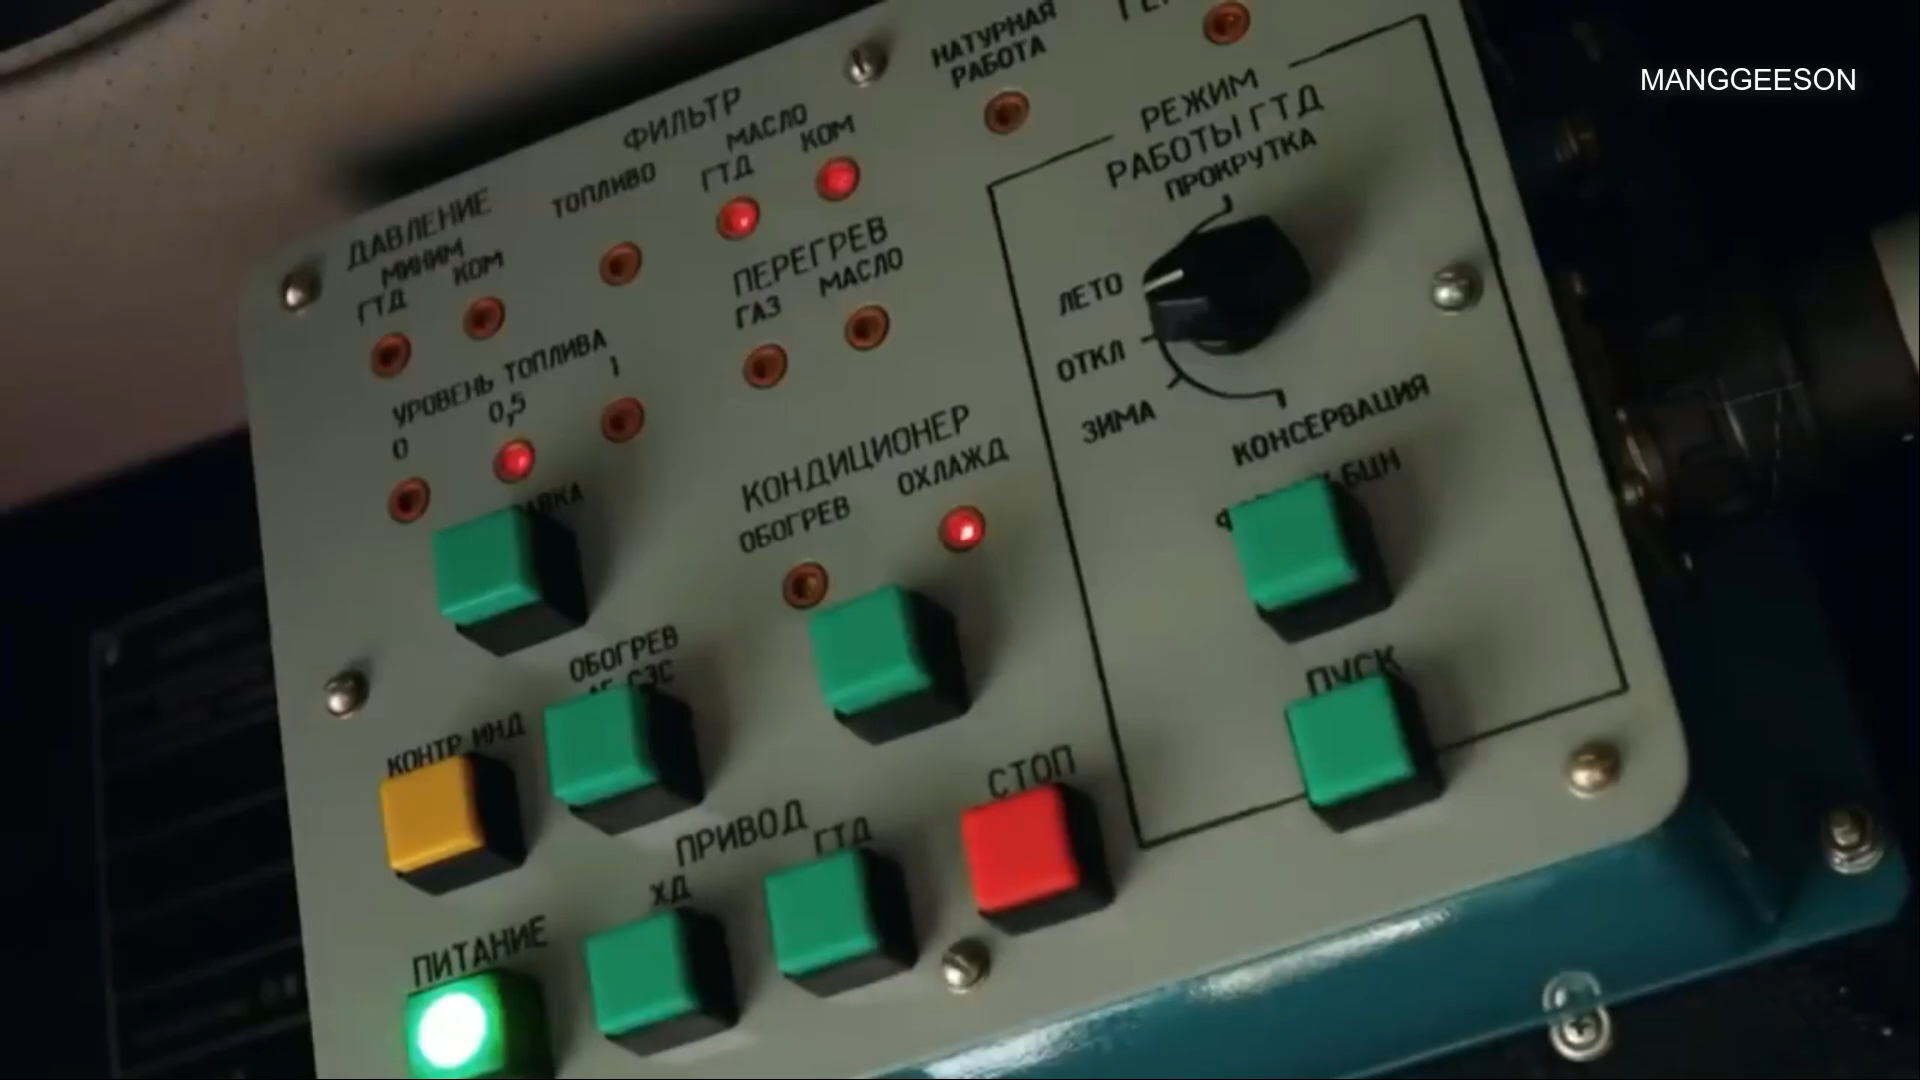 MANGGEESON
НАТУРНАЯ
РАБОТА
ФИЛЬТР
МАСЛО
ТОПЛИВО
ГТД
КОМ
ДАВЛЕНИЕ
МИНИМ
ГТД
КОМ
ПЕРЕГРЕВ
ГАЗ
МАСЛО
УРОВЕНЬ ТОПЛИВА
0
0,5
1
РЕЖИМ
РАБОТЫ ГТД
ПРОКРУТКА
ЛЕТО
ОТКЛ
ЗИМА
КОНСЕРВАЦИЯ
БЦН
ПУСК
КОНДИЦИОНЕР
ОБОГРЕВ
ОХЛАЖД
ОБОГРЕВ
СЗС
КОНТР ИНД
ПРИВОД
ХД
ГТД
СТОП
ПИТАНИЕ